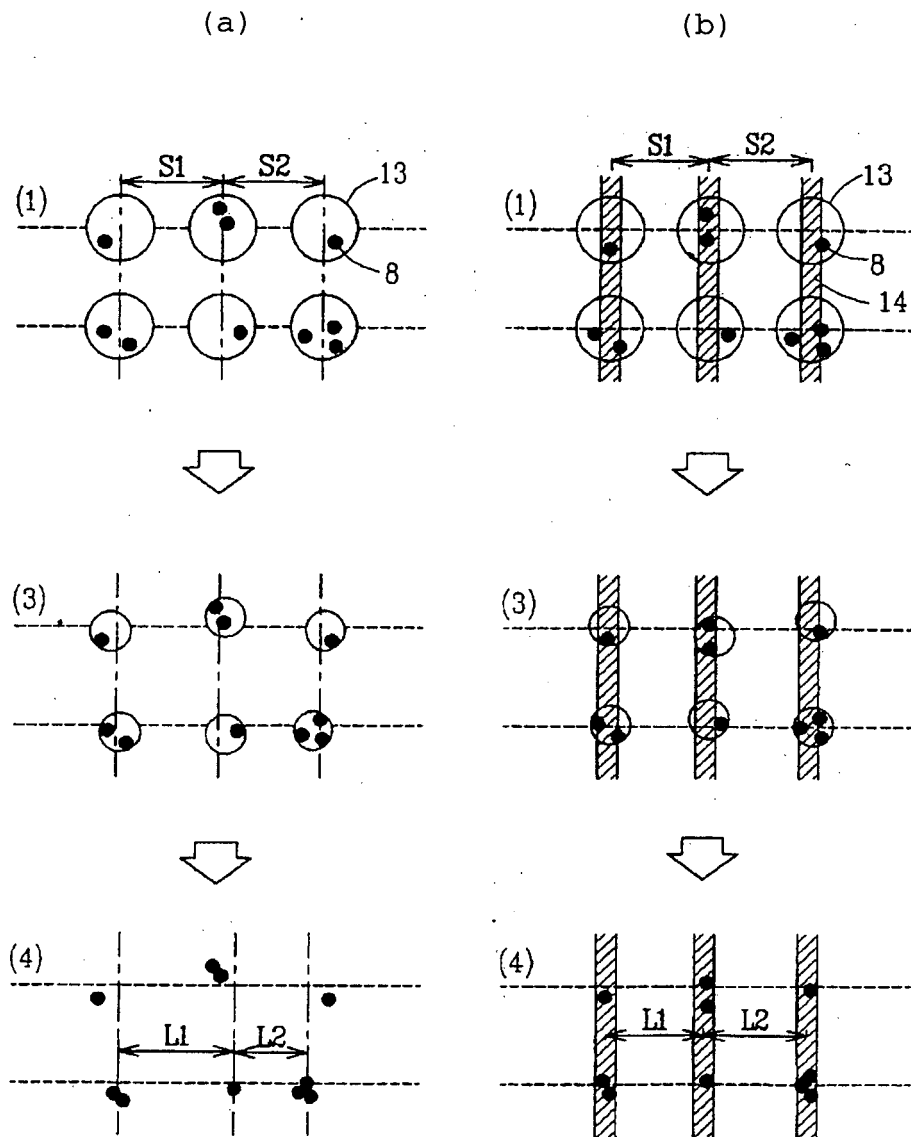 (a) (b)
S1 S2 S1 S2
13 13
(1) (1)
8 8
14
(3) (3)
(4) (4)
L1 L2 L1 L2